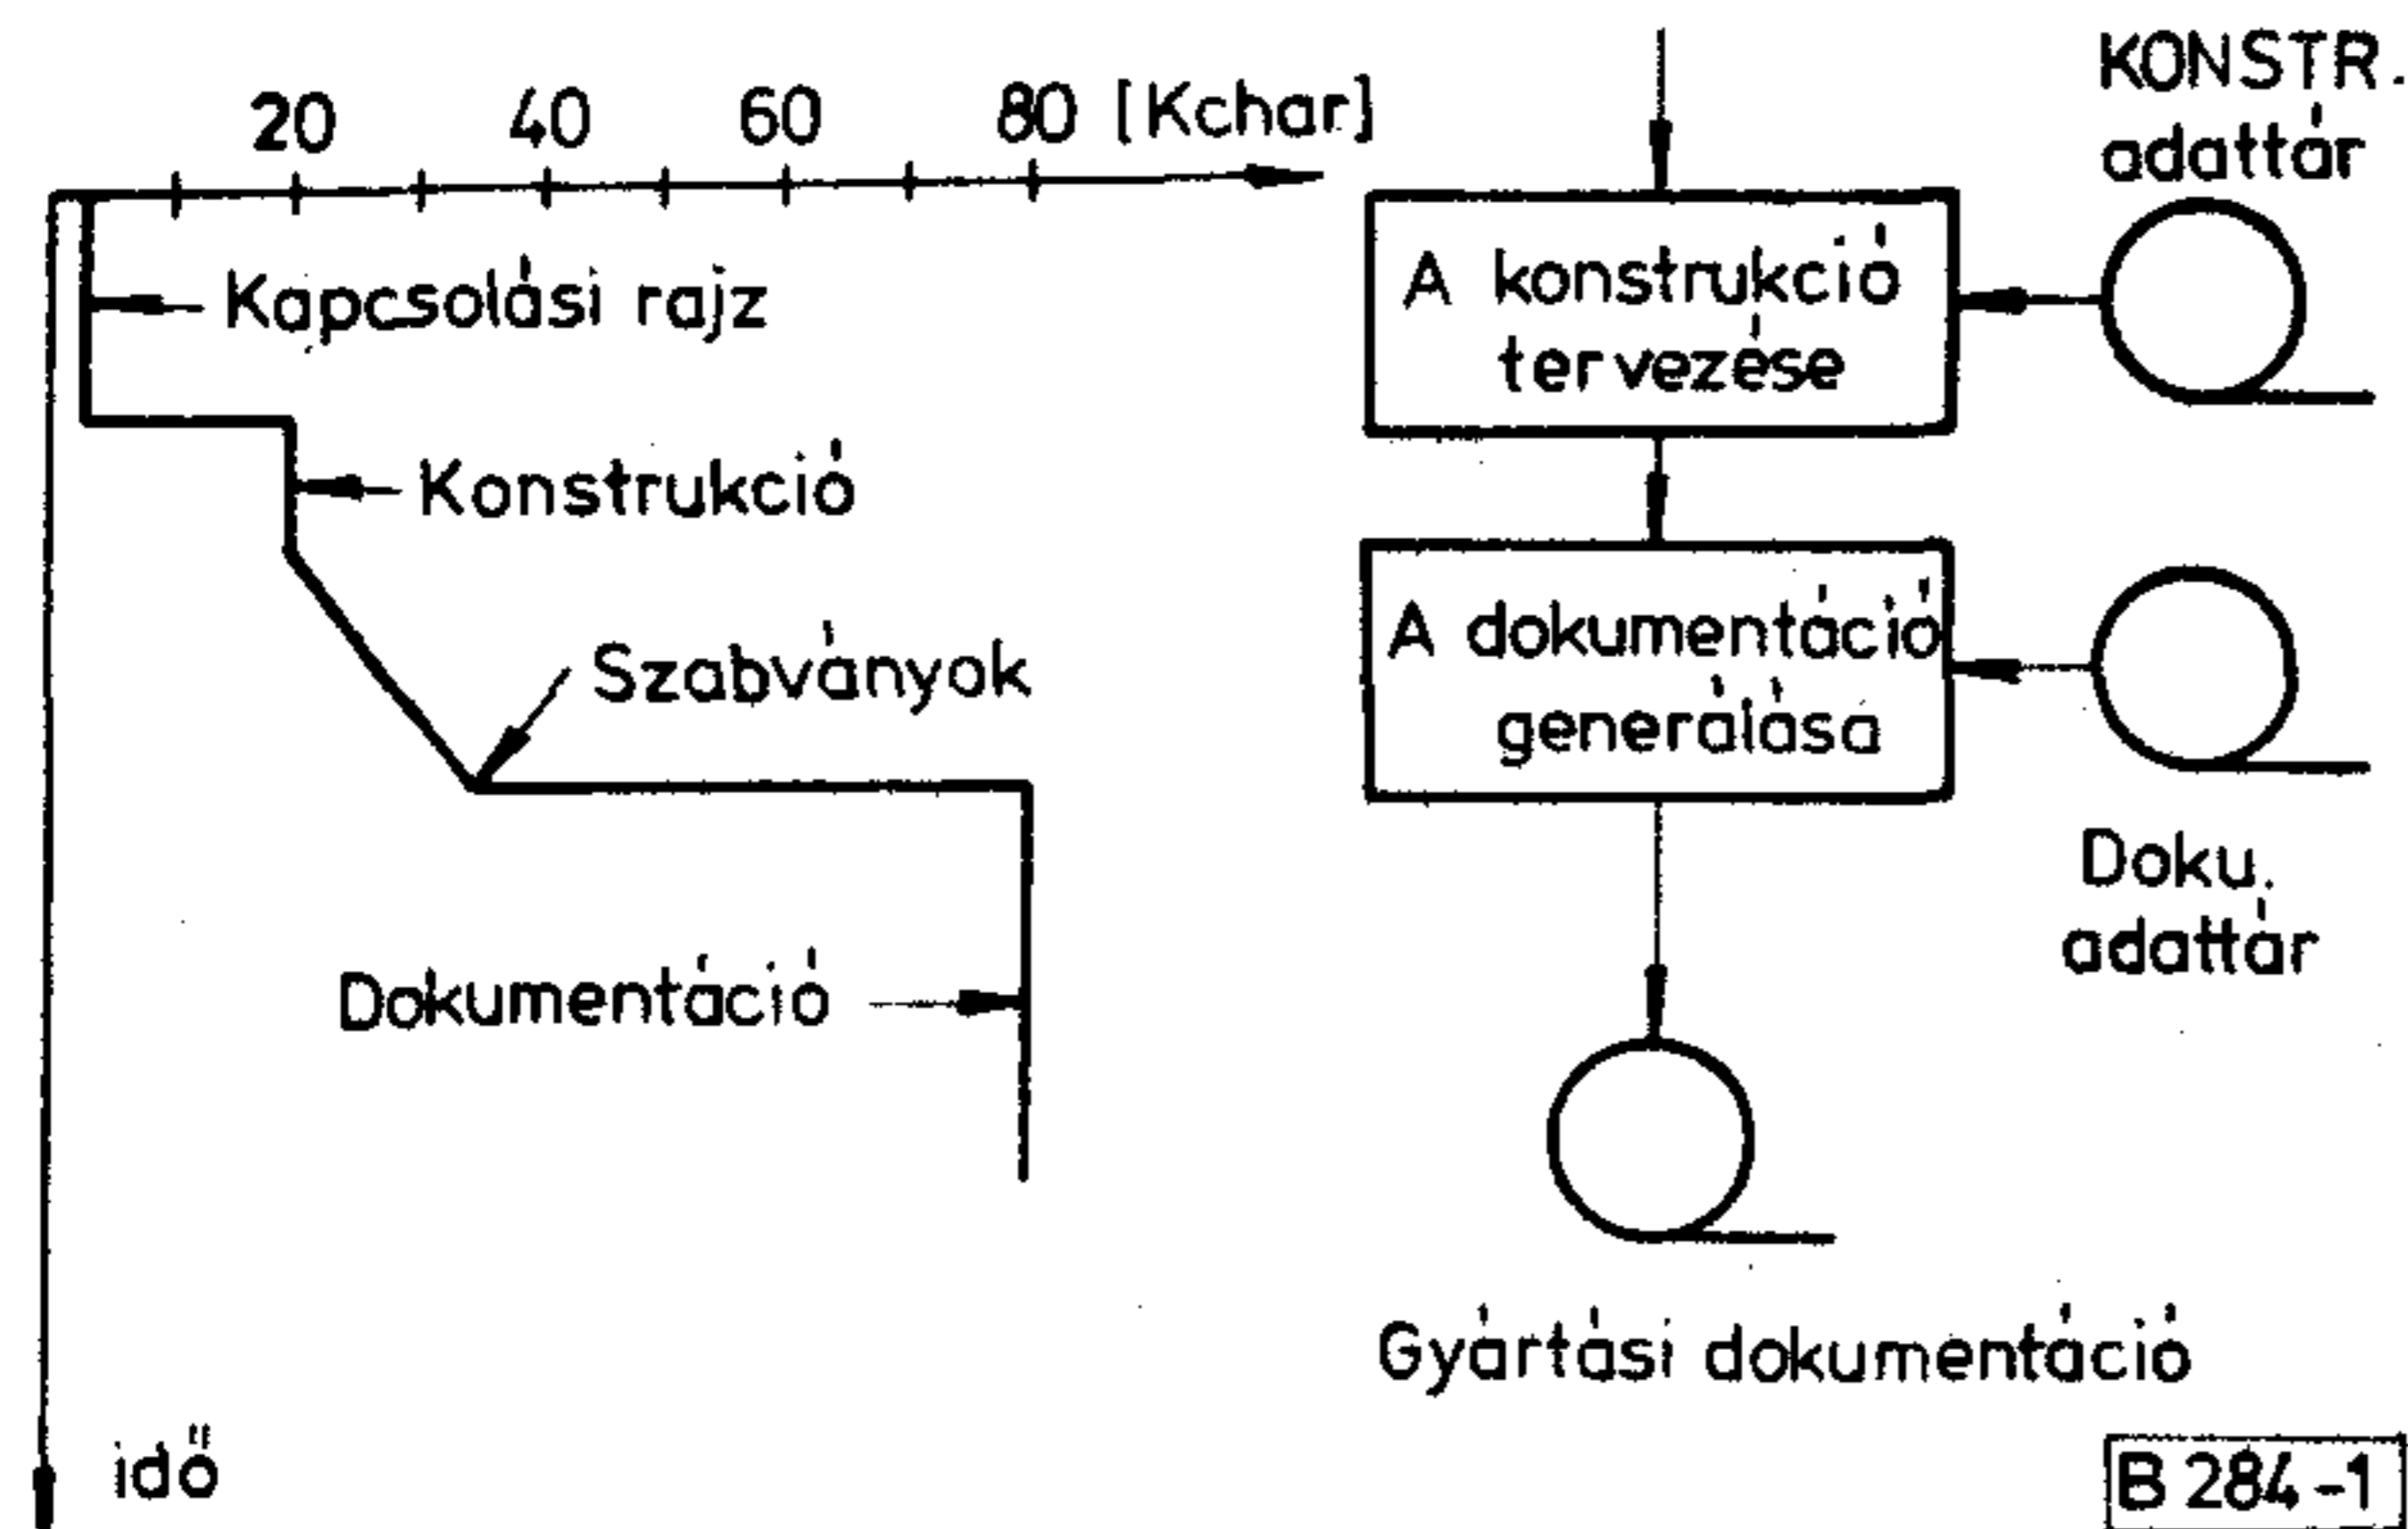 20 40 60 80 [Kchar]
Kapcsolási rajz
Konstrukció
Szabványok
Dokumentáció
idő
KONSTR.
adattár
A konstrukció
tervezése
A dokumentáció
generálása
Doku.
adattár
Gyártási dokumentáció
B 284-1